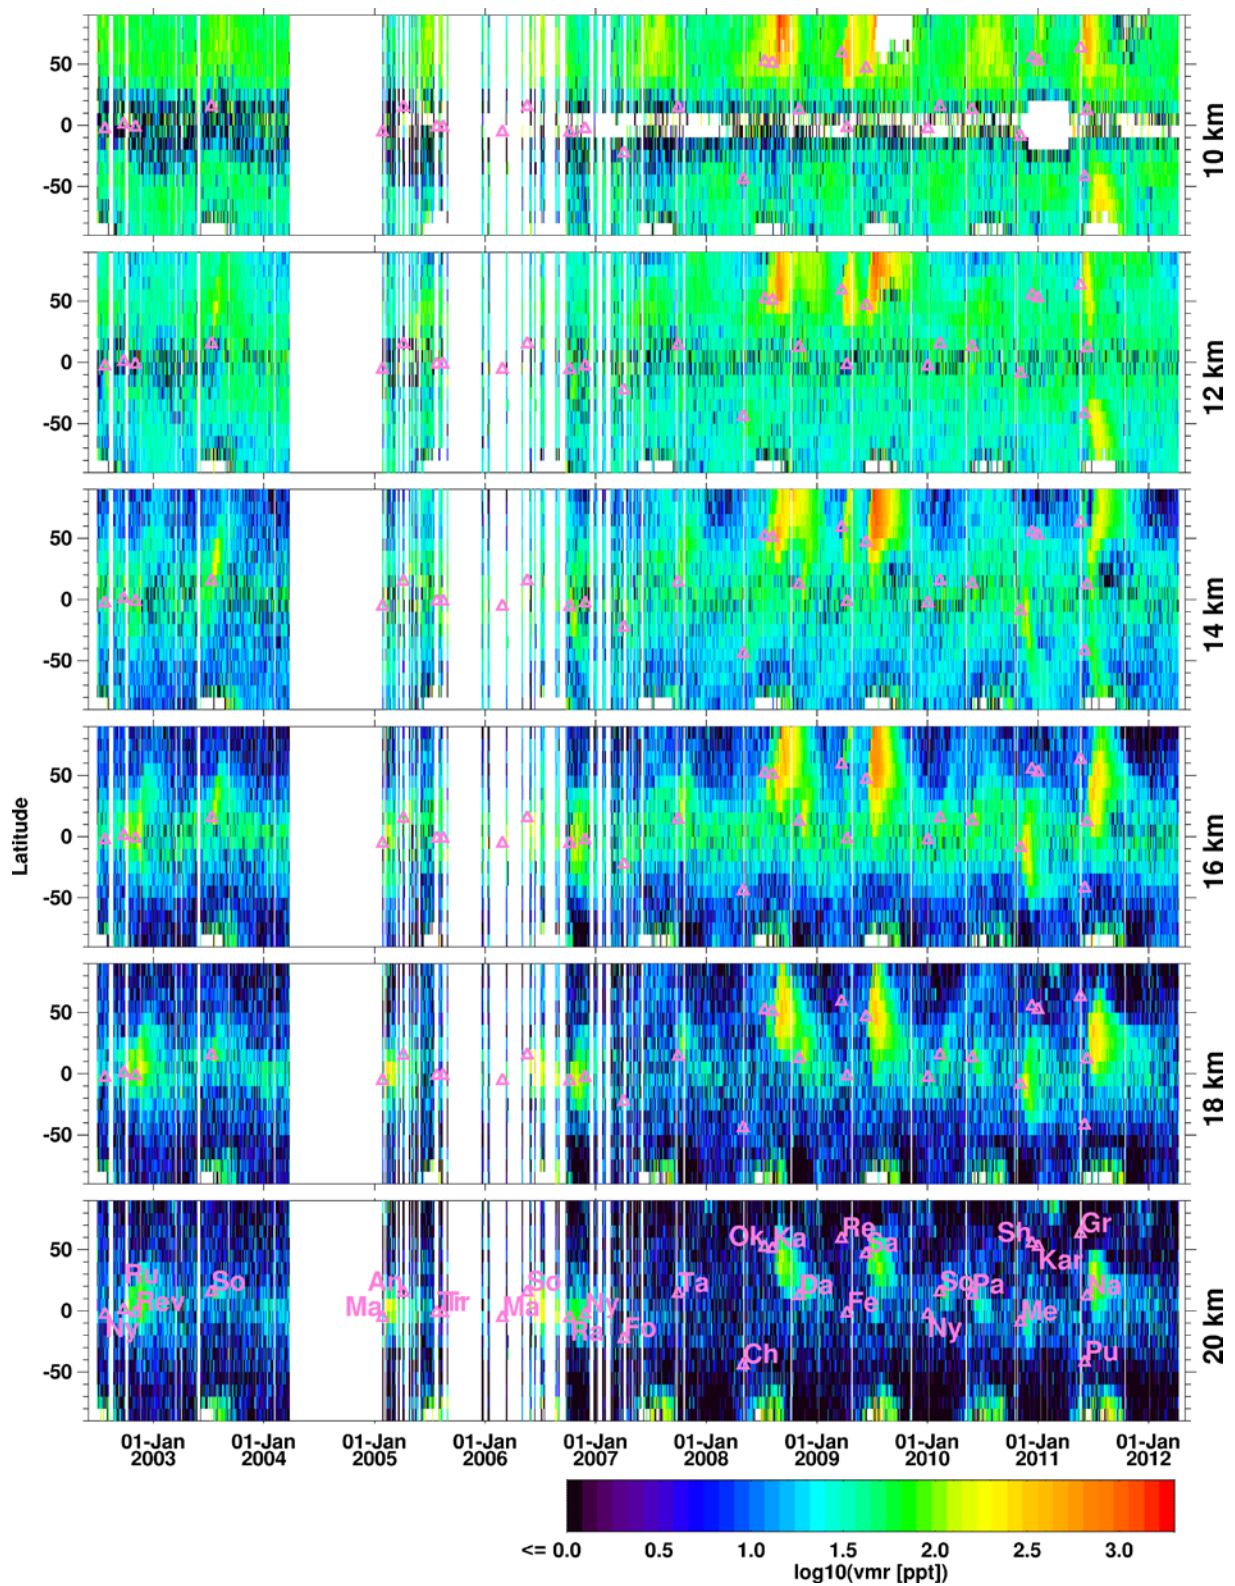 50
0
-50
10 km
50
0
-50
12 km
50
0
-50
14 km
Latitude
50
0
-50
16 km
50
0
-50
18 km
50
0
-50
20 km
Ru
Rev
Ny
So
An
Ma
Tr
Ma
So
Ny
Ra
Fo
Ta
Ok
Ka
Da
Ch
Re
Sa
Fe
So
Pa
Ny
Sh
Kar
Me
Gr
Na
Pu
01-Jan 01-Jan 01-Jan 01-Jan 01-Jan 01-Jan 01-Jan 01-Jan 01-Jan 01-Jan
2003 2004 2005 2006 2007 2008 2009 2010 2011 2012
<= 0.0 0.5 1.0 1.5 2.0 2.5 3.0
log10(vmr [ppt])